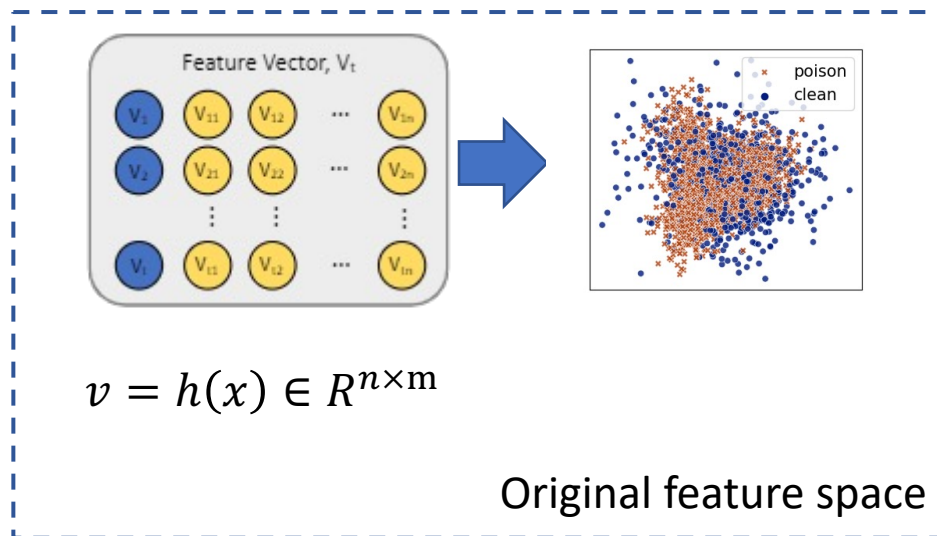 Feature Vector, Vₜ
V₁ V₁₁ V₁₂ ... V₁ₙ
V₂ V₂₁ V₂₂ ... V₂ₙ
⋮ ⋮ ⋮
Vₜ Vₜ₁ Vₜ₂ ... Vₜₙ
poison
clean
v = h(x) ∈ Rⁿ×ᵐ
Original feature space